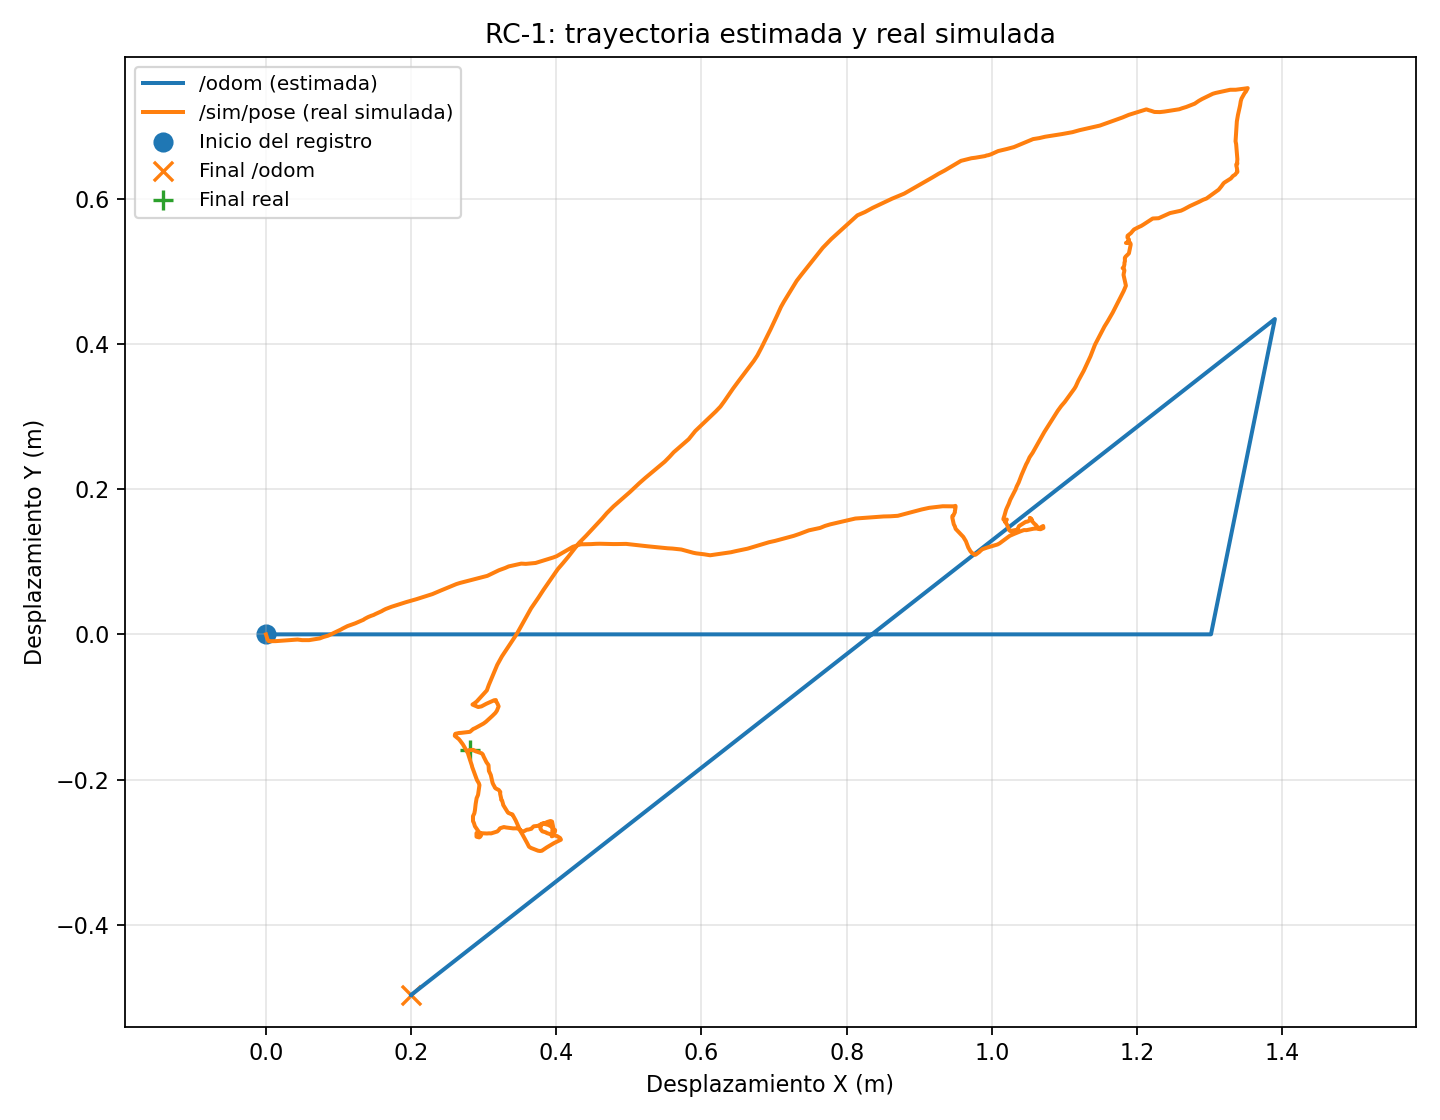 RC-1: trayectoria estimada y real simulada
/odom (estimada)
/sim/pose (real simulada)
Inicio del registro
Final /odom
Final real
Desplazamiento Y (m)
0.6
0.4
0.2
0.0
−0.2
−0.4
0.0 0.2 0.4 0.6 0.8 1.0 1.2 1.4
Desplazamiento X (m)